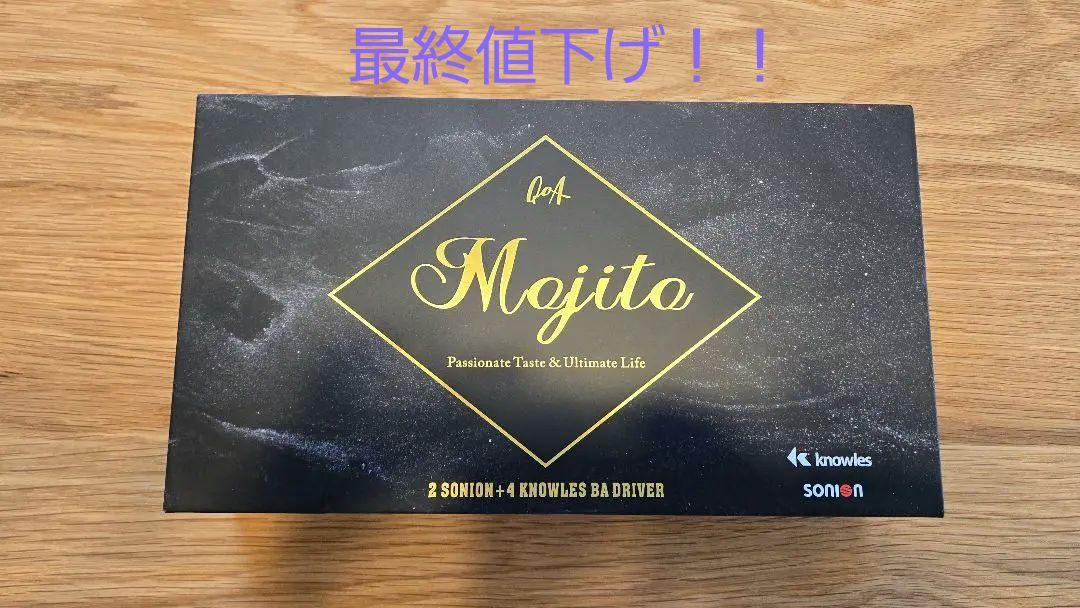 最終値下げ！！
QoA
Mojito
Passionate Taste & Ultimate Life
knowles
2 SONION+4 KNOWLES BA DRIVER
sonion